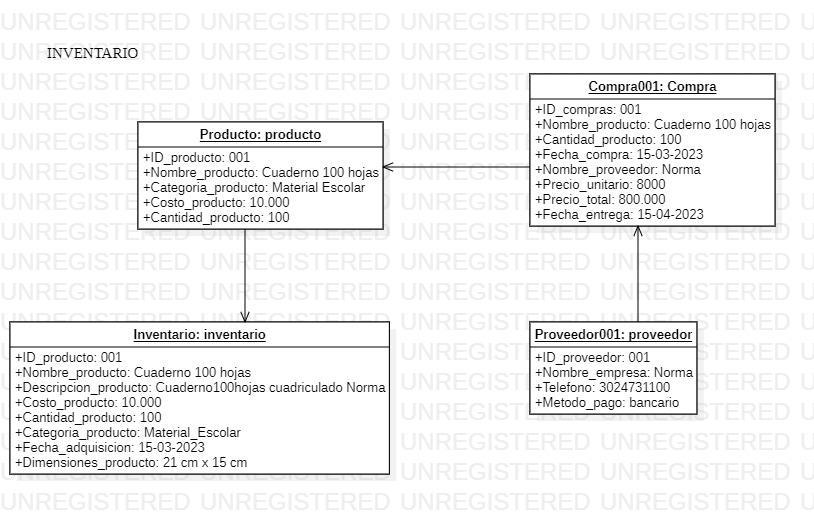 INVENTARIO
Compra001: Compra
+ID_compras: 001
+Nombre_producto: Cuaderno 100 hojas
+Cantidad_producto: 100
+Fecha_compra: 15-03-2023
+Nombre_proveedor: Norma
+Precio_unitario: 8000
+Precio_total: 800.000
+Fecha_entrega: 15-04-2023
Producto: producto
+ID_producto: 001
+Nombre_producto: Cuaderno 100 hojas
+Categoria_producto: Material Escolar
+Costo_producto: 10.000
+Cantidad_producto: 100
Inventario: inventario
+ID_producto: 001
+Nombre_producto: Cuaderno 100 hojas
+Descripcion_producto: Cuaderno100hojas cuadriculado Norma
+Costo_producto: 10.000
+Cantidad_producto: 100
+Categoria_producto: Material_Escolar
+Fecha_adquisicion: 15-03-2023
+Dimensiones_producto: 21 cm x 15 cm
Proveedor001: proveedor
+ID_proveedor: 001
+Nombre_empresa: Norma
+Telefono: 3024731100
+Metodo_pago: bancario
UNREGISTERED